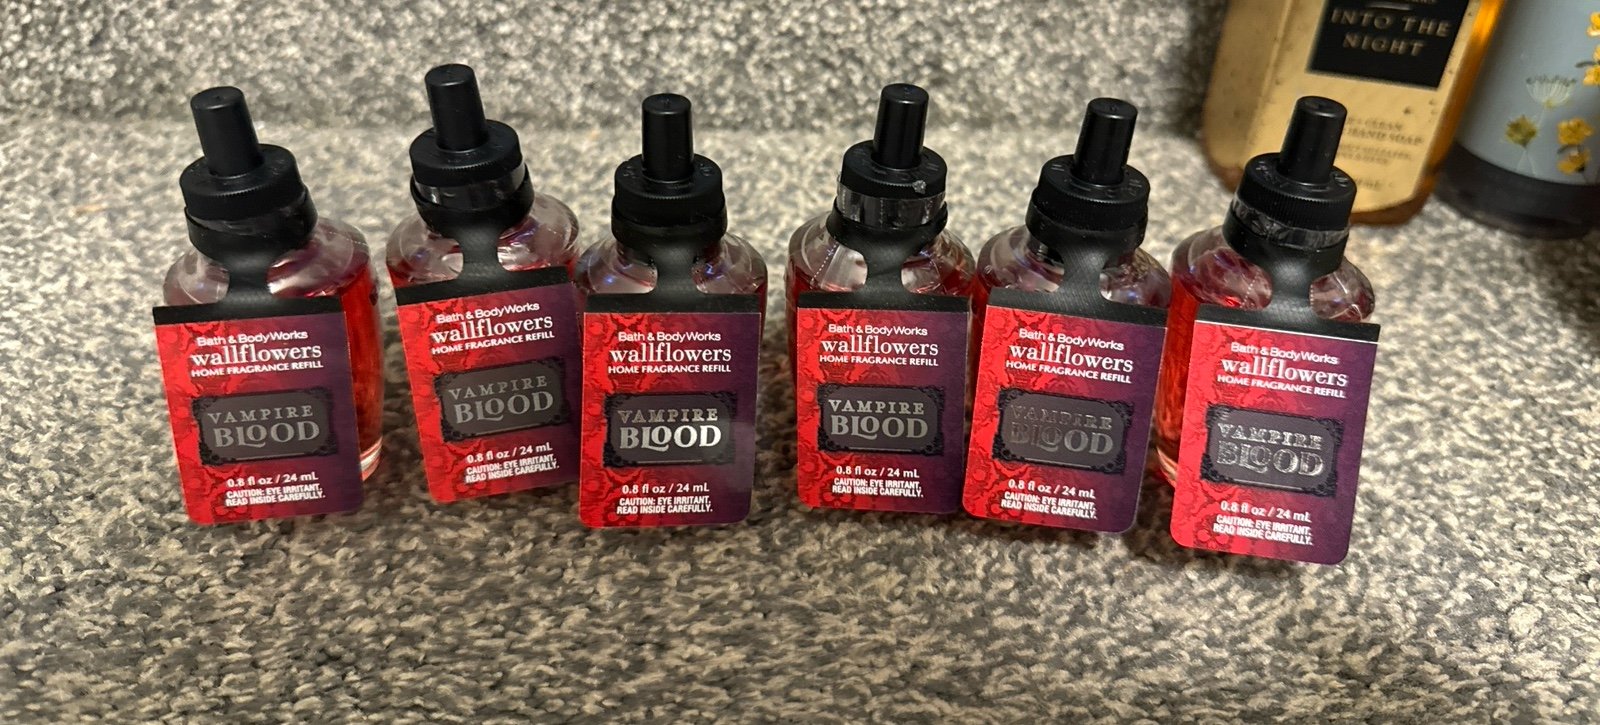 Bath & Body Works
wallflowers
HOME FRAGRANCE REFILL
VAMPIRE
BLOOD
0.8 fl oz / 24 mL
CAUTION: EYE IRRITANT.
READ INSIDE CAREFULLY.
Bath & Body Works
wallflowers
HOME FRAGRANCE REFILL
VAMPIRE
BLOOD
0.8 fl oz / 24 mL
CAUTION: EYE IRRITANT.
READ INSIDE CAREFULLY.
Bath & Body Works
wallflowers
HOME FRAGRANCE REFILL
VAMPIRE
BLOOD
0.8 fl oz / 24 mL
CAUTION: EYE IRRITANT.
READ INSIDE CAREFULLY.
Bath & Body Works
wallflowers
HOME FRAGRANCE REFILL
VAMPIRE
BLOOD
0.8 fl oz / 24 mL
CAUTION: EYE IRRITANT.
READ INSIDE CAREFULLY.
Bath & Body Works
wallflowers
HOME FRAGRANCE REFILL
VAMPIRE
BLOOD
0.8 fl oz / 24 mL
CAUTION: EYE IRRITANT.
READ INSIDE CAREFULLY.
Bath & Body Works
wallflowers
HOME FRAGRANCE REFILL
VAMPIRE
BLOOD
0.8 fl oz / 24 mL
CAUTION: EYE IRRITANT.
READ INSIDE CAREFULLY.
INTO THE
NIGHT
CLEAN
HAND SOAP